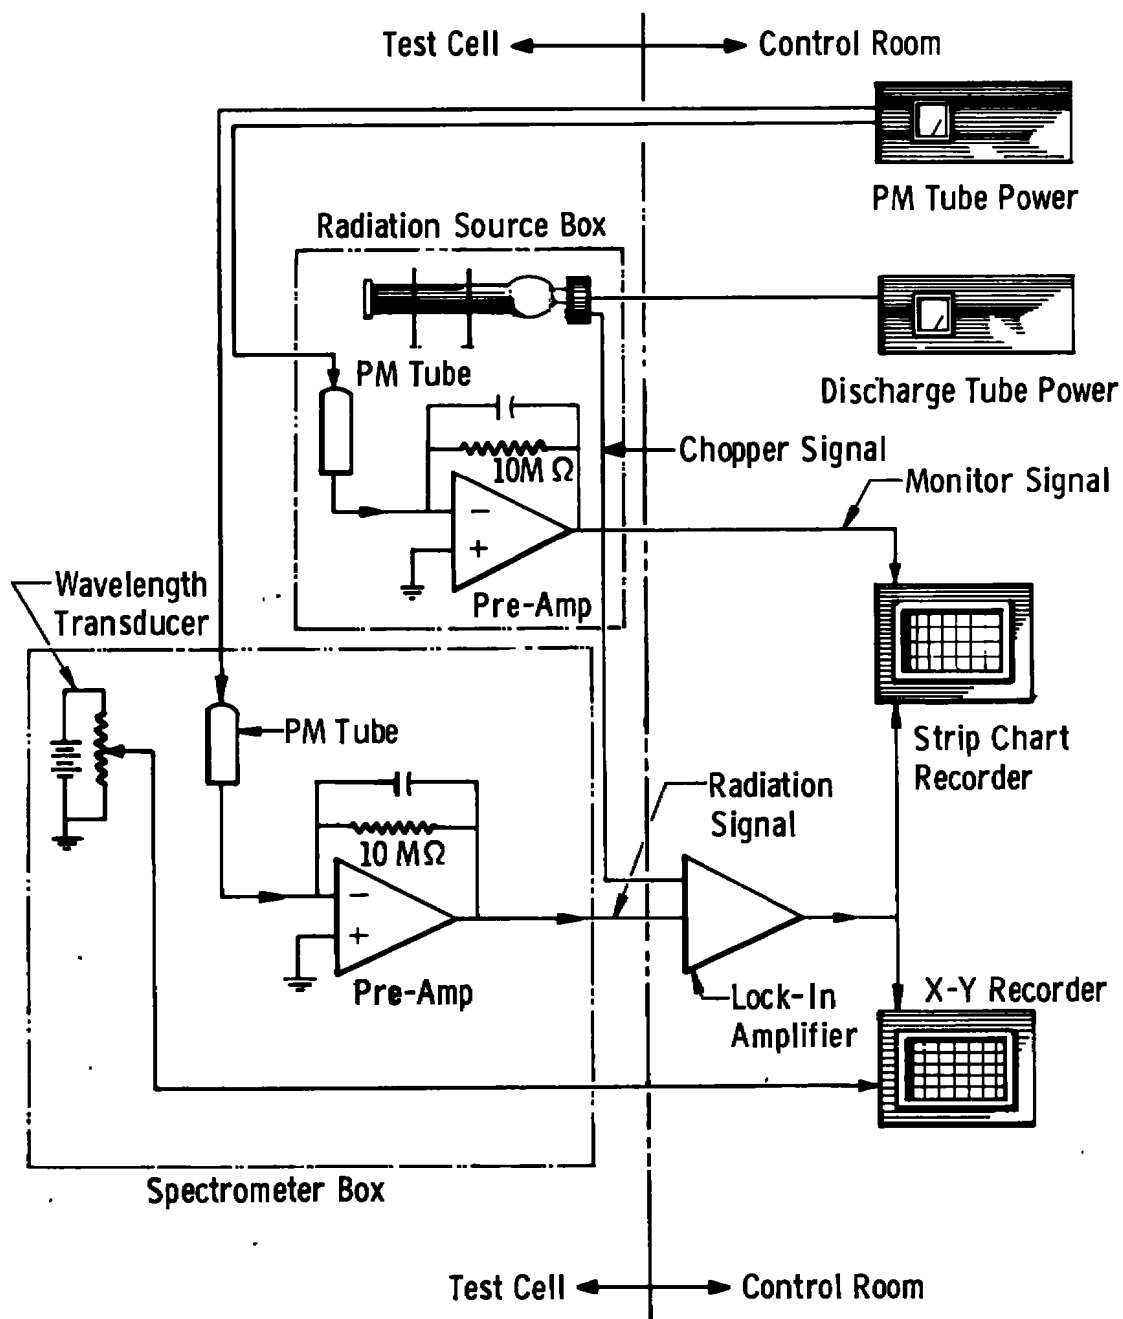 Test Cell
Control Room
PM Tube Power
Radiation Source Box
PM Tube
Discharge Tube Power
10M Ω
Chopper Signal
Monitor Signal
−
+
Pre-Amp
Wavelength
Transducer
PM Tube
Strip Chart
Recorder
Radiation
Signal
10 MΩ
−
+
Pre-Amp
Lock-In
Amplifier
X-Y Recorder
Spectrometer Box
Test Cell
Control Room